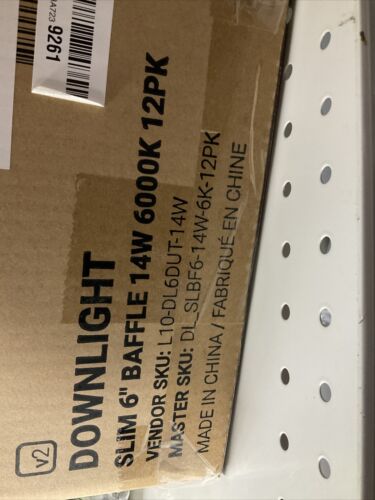 A723 9261
v2
DOWNLIGHT
SLIM 6" BAFFLE 14W 6000K 12PK
VENDOR SKU: L10-DL6DUT-14W
MASTER SKU: DL_SLBF6-14W-6K-12PK
MADE IN CHINA / FABRIQUÉ EN CHINE